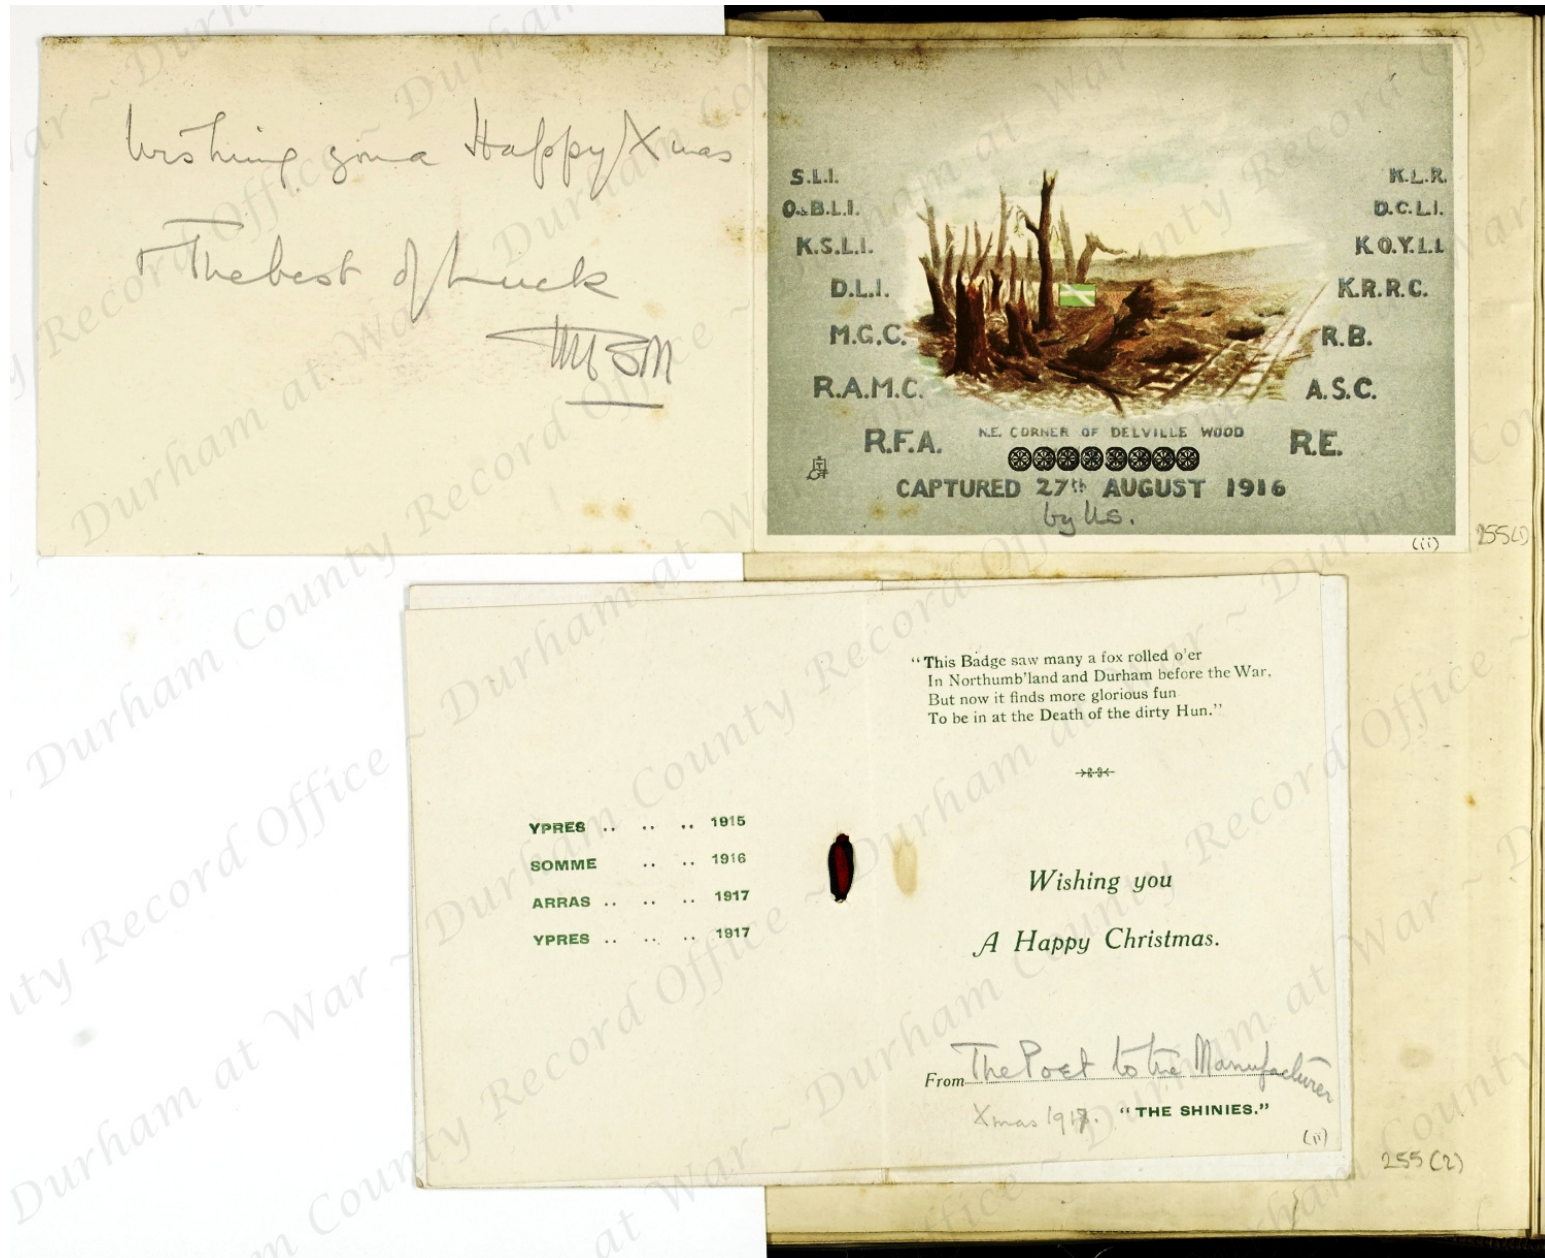 Wishing you a Happy Xmas
& The best of Luck
S.L.I.
O.&B.L.I.
K.S.L.I.
D.L.I.
M.G.C.
R.A.M.C.
R.F.A.
K.L.R.
D.C.L.I.
K.O.Y.L.I.
K.R.R.C.
R.B.
A.S.C.
R.E.
N.E. CORNER OF DELVILLE WOOD
CAPTURED 27th AUGUST 1916
by Us.
(ii)
255(1)
"This Badge saw many a fox rolled o'er
In Northumb'land and Durham before the War,
But now it finds more glorious fun
To be in at the Death of the dirty Hun."
YPRES .. .. .. 1915
SOMME .. .. 1916
ARRAS .. .. .. 1917
YPRES .. .. .. 1917
Wishing you
A Happy Christmas.
From The Poet to the Manufacturer
Xmas 1917. "THE SHINIES."
(ii)
255(2)
Durham at War ~ Durham County Record Office